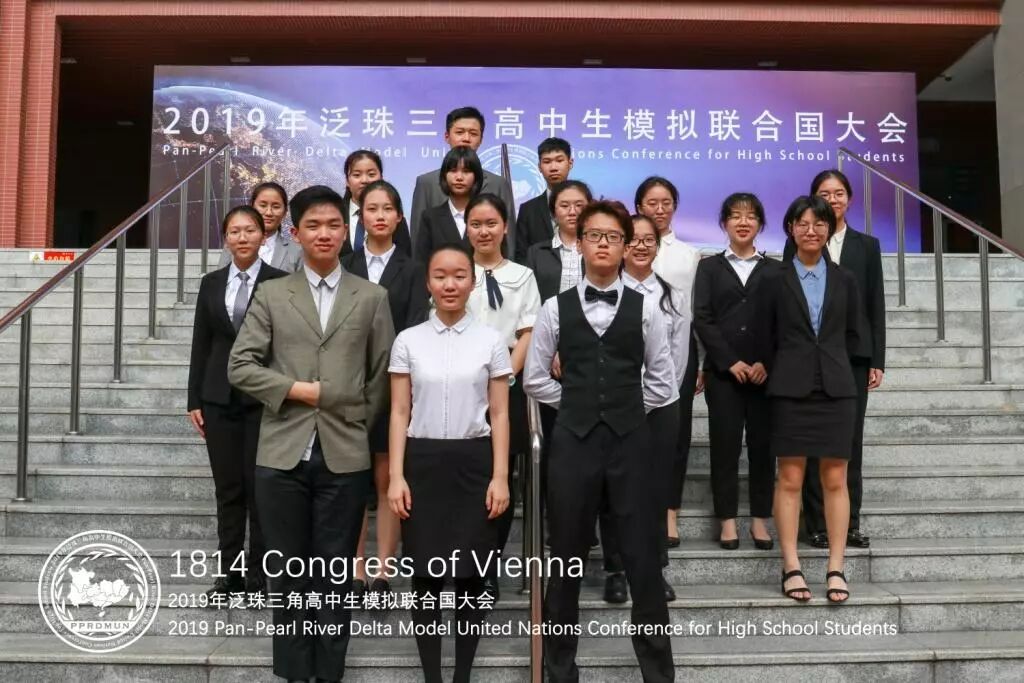 2019年泛珠三 高中生模拟联合国大会
Pan-Pearl River Delta Model Uni ions Conference for High School Students
PPRDMUN
1814 Congress of Vienna
2019年泛珠三角高中生模拟联合国大会
2019 Pan-Pearl River Delta Model United Nations Conference for High School Students